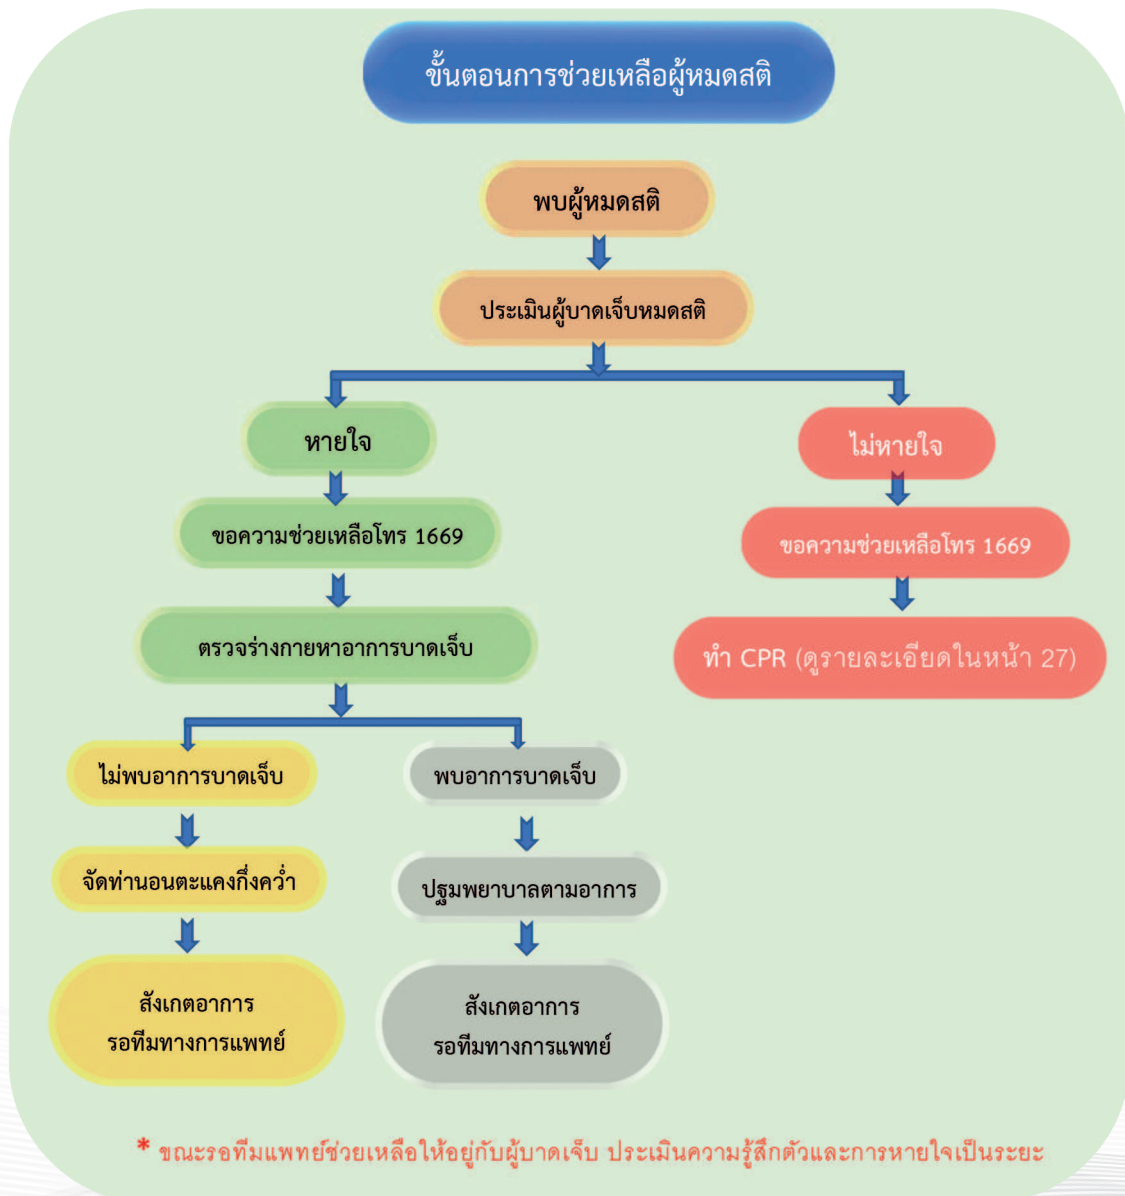 ขั้นตอนการช่วยเหลือผู้หมดสติ
พบผู้หมดสติ
ประเมินผู้บาดเจ็บหมดสติ
หายใจ
ไม่หายใจ
ขอความช่วยเหลือโทร 1669
ขอความช่วยเหลือโทร 1669
ตรวจร่างกายหาอาการบาดเจ็บ
ทำ CPR (ดูรายละเอียดในหน้า 27)
ไม่พบอาการบาดเจ็บ
พบอาการบาดเจ็บ
จัดท่านอนตะแคงกึ่งคว่ำ
ปฐมพยาบาลตามอาการ
สังเกตอาการ
รอทีมทางการแพทย์
สังเกตอาการ
รอทีมทางการแพทย์
* ขณะรอทีมแพทย์ช่วยเหลือให้อยู่กับผู้บาดเจ็บ ประเมินความรู้สึกตัวและการหายใจเป็นระยะ